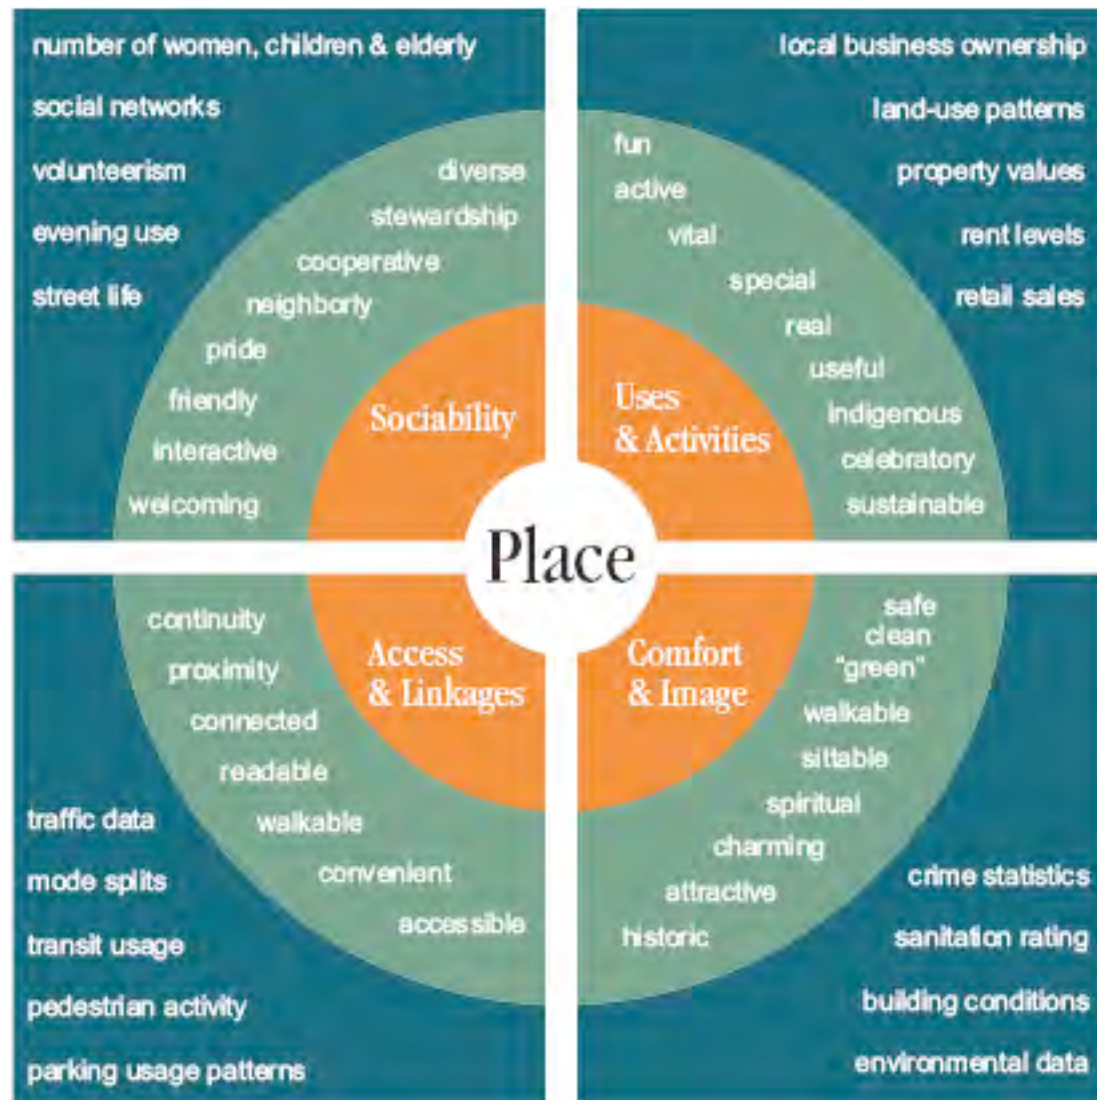 number of women, children & elderly
social networks
volunteerism
evening use
street life
diverse
stewardship
cooperative
neighborly
pride
friendly
interactive
welcoming
Sociability
local business ownership
land-use patterns
property values
rent levels
retail sales
fun
active
vital
special
real
useful
indigenous
celebratory
sustainable
Uses
& Activities
Place
continuity
proximity
connected
readable
walkable
convenient
accessible
Access
& Linkages
traffic data
mode splits
transit usage
pedestrian activity
parking usage patterns
Comfort
& Image
safe
clean
"green"
walkable
sittable
spiritual
charming
attractive
historic
crime statistics
sanitation rating
building conditions
environmental data